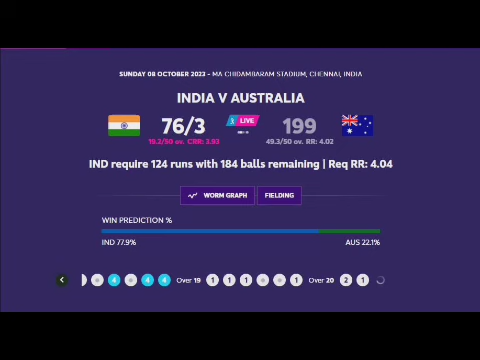 SUNDAY 08 OCTOBER 2023 - MA CHIDAMBARAM STADIUM, CHENNAI, INDIA
INDIA V AUSTRALIA
76/3 LIVE 199
19.2/50 ov. CRR: 3.93 49.3/50 ov. RR: 4.02
IND require 124 runs with 184 balls remaining | Req RR: 4.04
WORM GRAPH FIELDING
WIN PREDICTION %
IND 77.9% AUS 22.1%
4 4 4 Over 19 1 1 1 1 Over 20 2 1